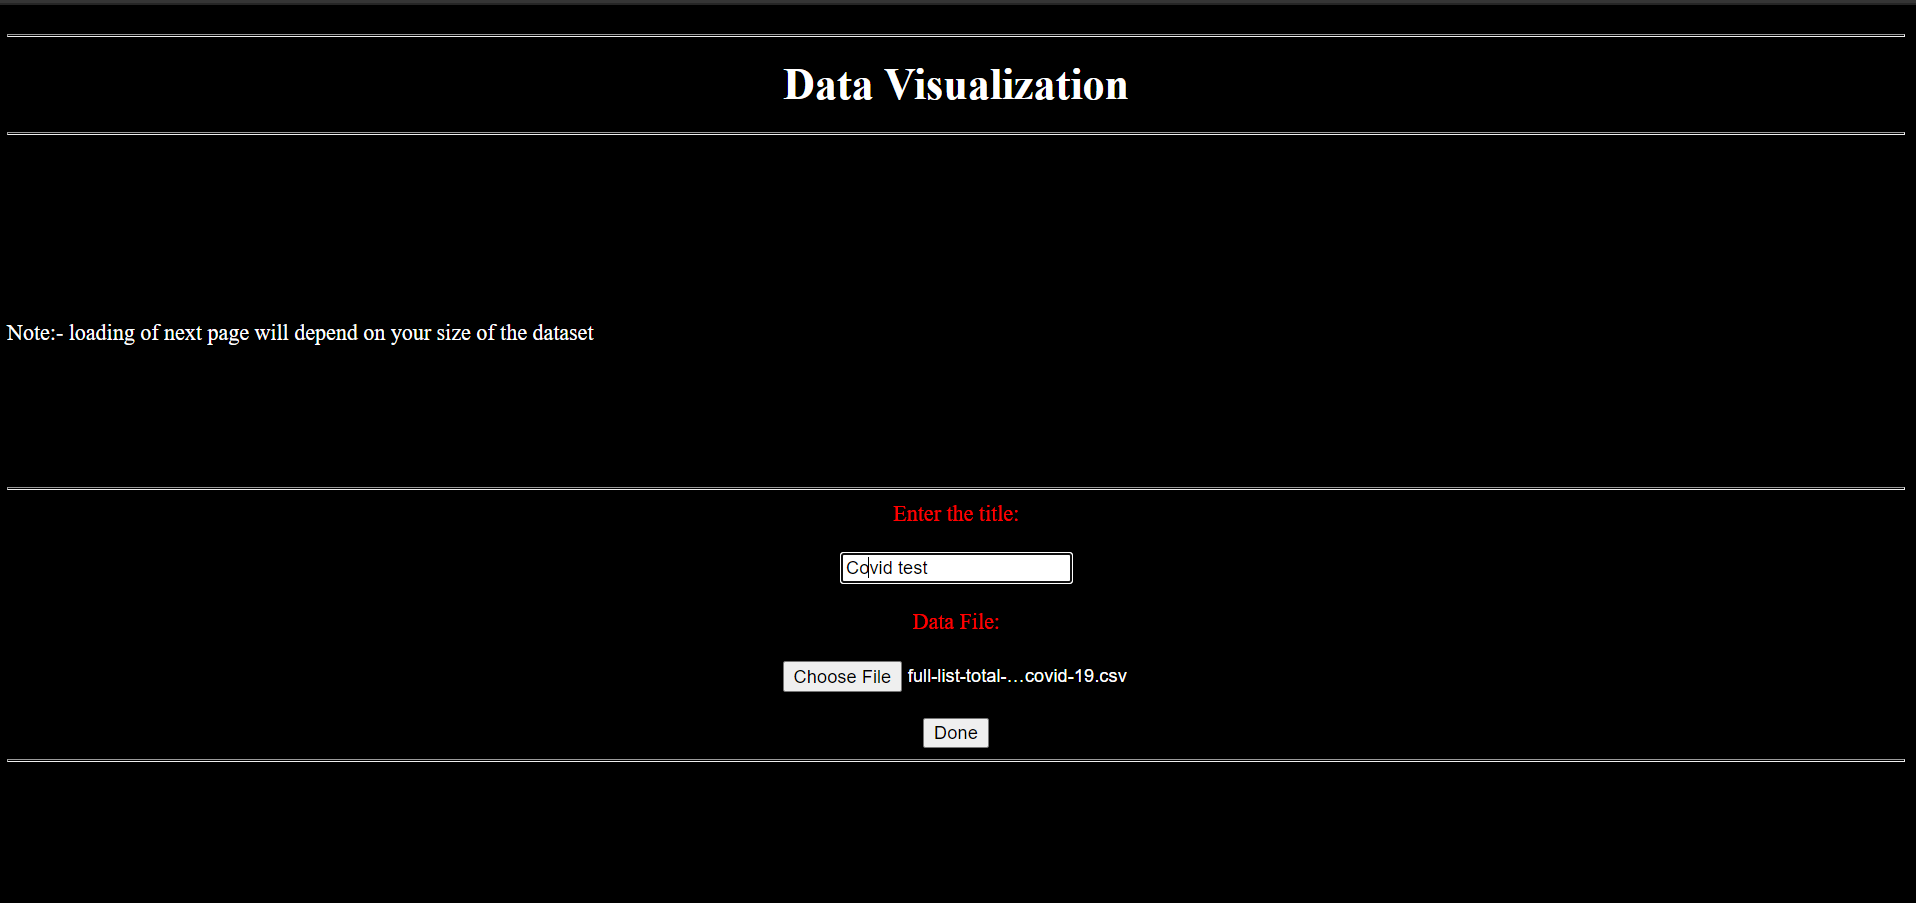 Data Visualization
Note:- loading of next page will depend on your size of the dataset
Enter the title:
Covid test
Data File:
Choose File full-list-total-...covid-19.csv
Done